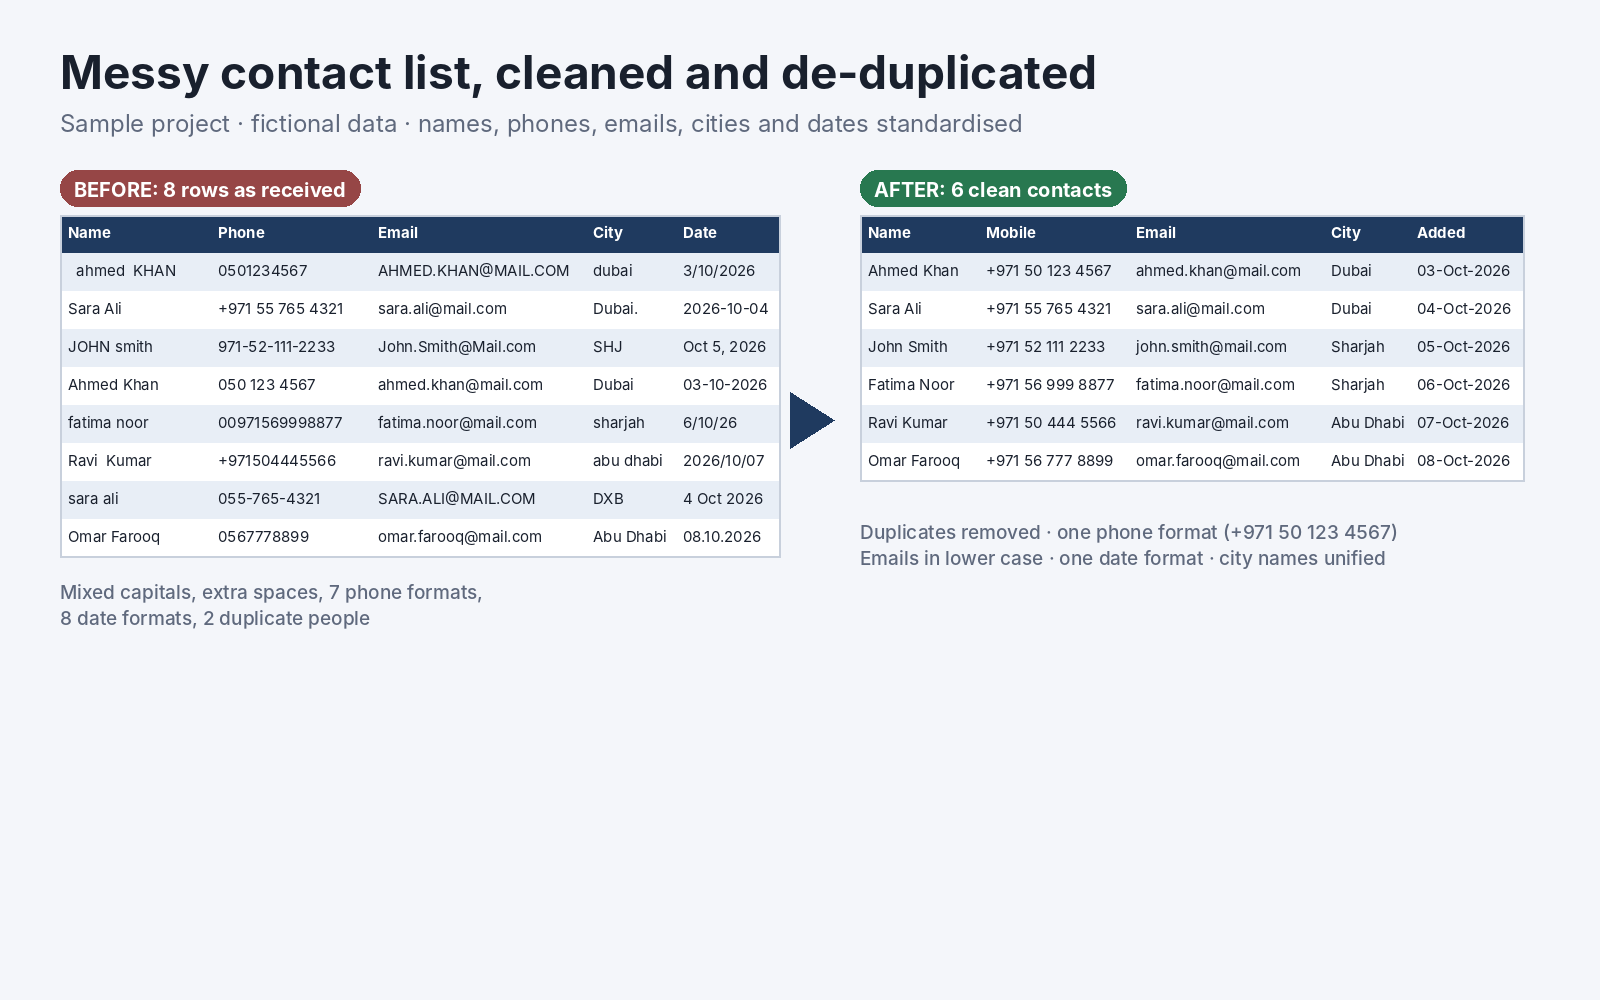 Messy contact list, cleaned and de-duplicated
Sample project · fictional data · names, phones, emails, cities and dates standardised
BEFORE: 8 rows as received
Name Phone Email City Date
ahmed  KHAN 0501234567 AHMED.KHAN@MAIL.COM dubai 3/10/2026
Sara Ali +971 55 765 4321 sara.ali@mail.com Dubai. 2026-10-04
JOHN smith 971-52-111-2233 John.Smith@Mail.com SHJ Oct 5, 2026
Ahmed Khan 050 123 4567 ahmed.khan@mail.com Dubai 03-10-2026
fatima noor 00971569998877 fatima.noor@mail.com sharjah 6/10/26
Ravi  Kumar +971504445566 ravi.kumar@mail.com abu dhabi 2026/10/07
sara ali 055-765-4321 SARA.ALI@MAIL.COM DXB 4 Oct 2026
Omar Farooq 0567778899 omar.farooq@mail.com Abu Dhabi 08.10.2026
Mixed capitals, extra spaces, 7 phone formats,
8 date formats, 2 duplicate people
AFTER: 6 clean contacts
Name Mobile Email City Added
Ahmed Khan +971 50 123 4567 ahmed.khan@mail.com Dubai 03-Oct-2026
Sara Ali +971 55 765 4321 sara.ali@mail.com Dubai 04-Oct-2026
John Smith +971 52 111 2233 john.smith@mail.com Sharjah 05-Oct-2026
Fatima Noor +971 56 999 8877 fatima.noor@mail.com Sharjah 06-Oct-2026
Ravi Kumar +971 50 444 5566 ravi.kumar@mail.com Abu Dhabi 07-Oct-2026
Omar Farooq +971 56 777 8899 omar.farooq@mail.com Abu Dhabi 08-Oct-2026
Duplicates removed · one phone format (+971 50 123 4567)
Emails in lower case · one date format · city names unified